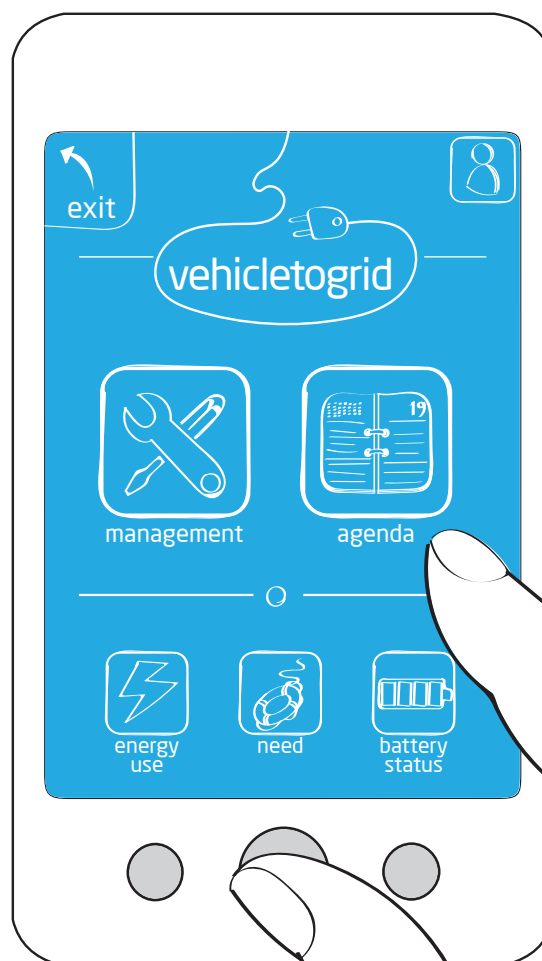 exit
vehicletogrid
19
management
agenda
energy
use
need
battery
status